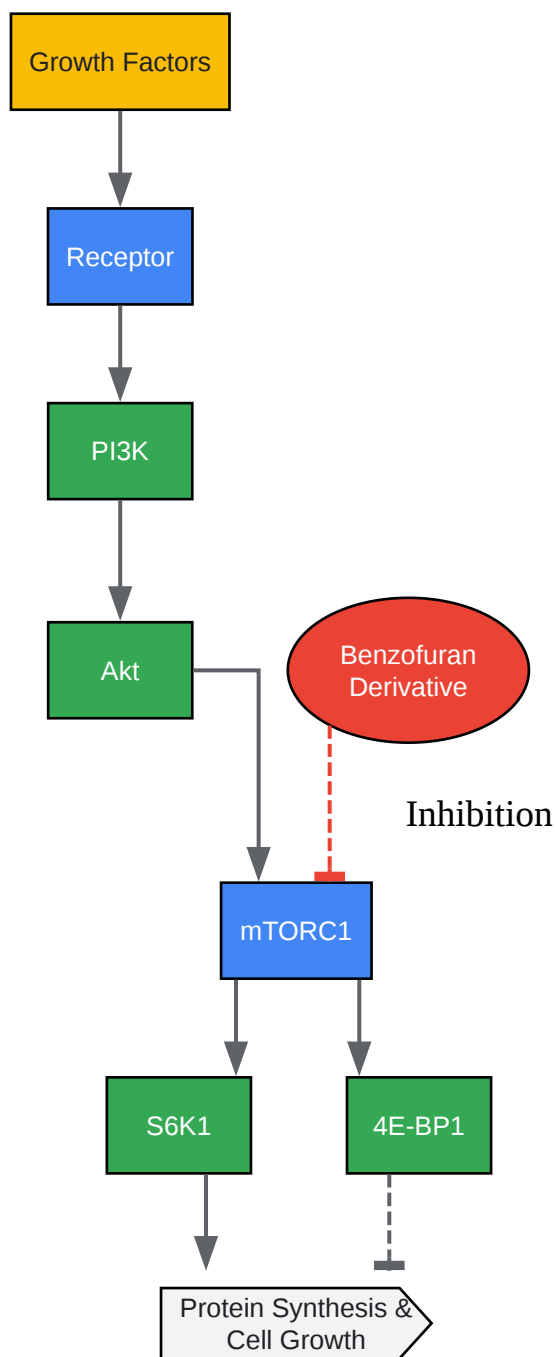 Growth Factors
Receptor
PI3K
Akt
Benzofuran
Derivative
Inhibition
mTORC1
S6K1
4E-BP1
Protein Synthesis &
Cell Growth